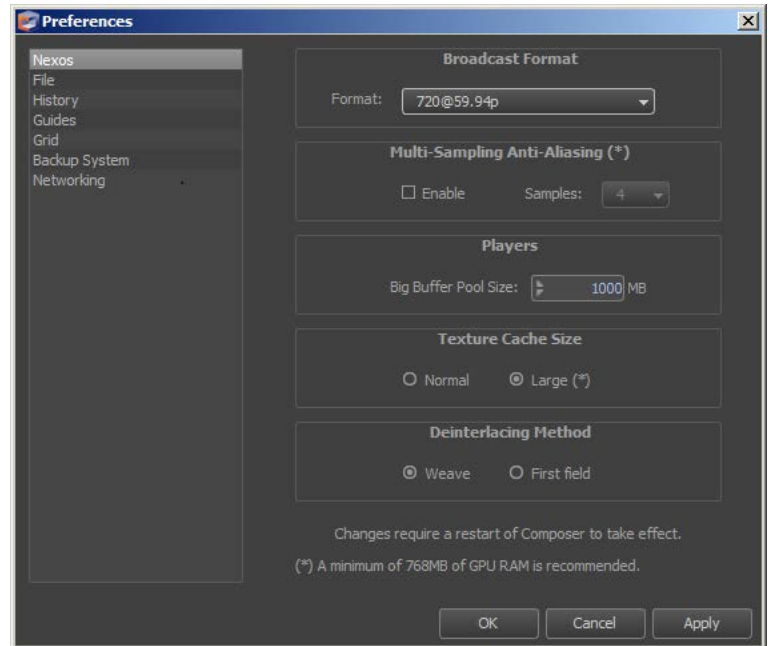 Preferences
Nexos
File
History
Guides
Grid
Backup System
Networking
Broadcast Format
Format: 720@59.94p
Multi-Sampling Anti-Aliasing (*)
Enable Samples: 4
Players
Big Buffer Pool Size: 1000 MB
Texture Cache Size
Normal Large (*)
Deinterlacing Method
Weave First field
Changes require a restart of Composer to take effect.
(*) A minimum of 768MB of GPU RAM is recommended.
OK Cancel Apply